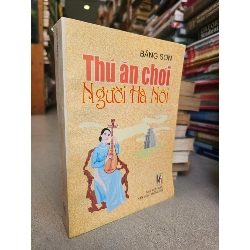 BĂNG SƠN
Thú ăn chơi
Người Hà Nội